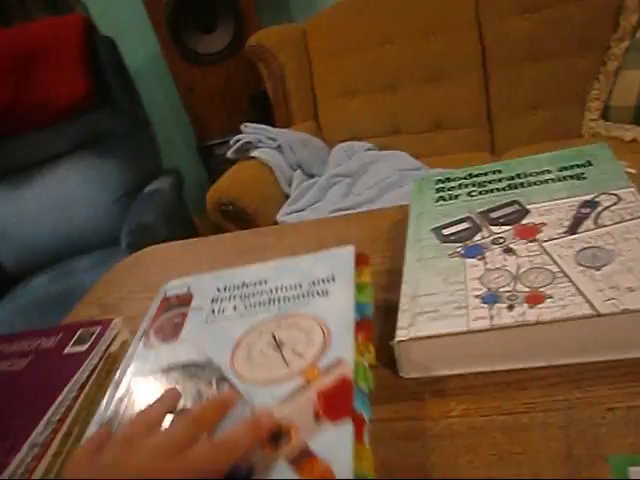 Modern
Refrigeration and
Air Conditioning
Modern
Refrigeration and
Air Conditioning